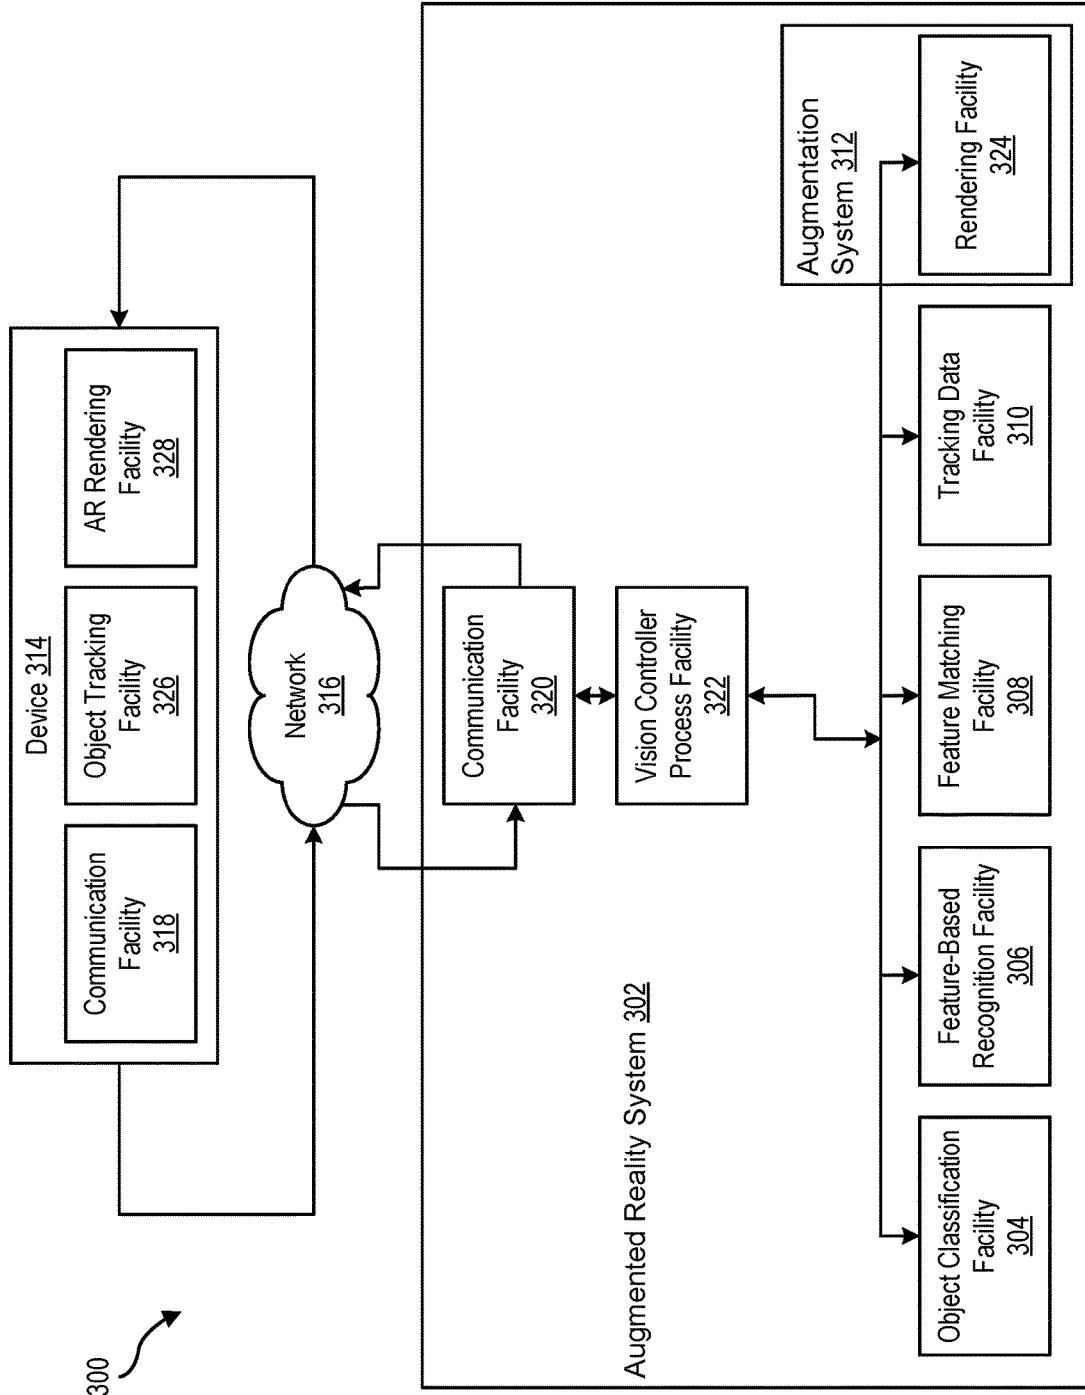 300
Device 314
Communication
Facility
318
Object Tracking
Facility
326
AR Rendering
Facility
328
Network
316
Augmented Reality System 302
Communication
Facility
320
Vision Controller
Process Facility
322
Object Classification
Facility
304
Feature-Based
Recognition Facility
306
Feature Matching
Facility
308
Tracking Data
Facility
310
Augmentation
System 312
Rendering Facility
324